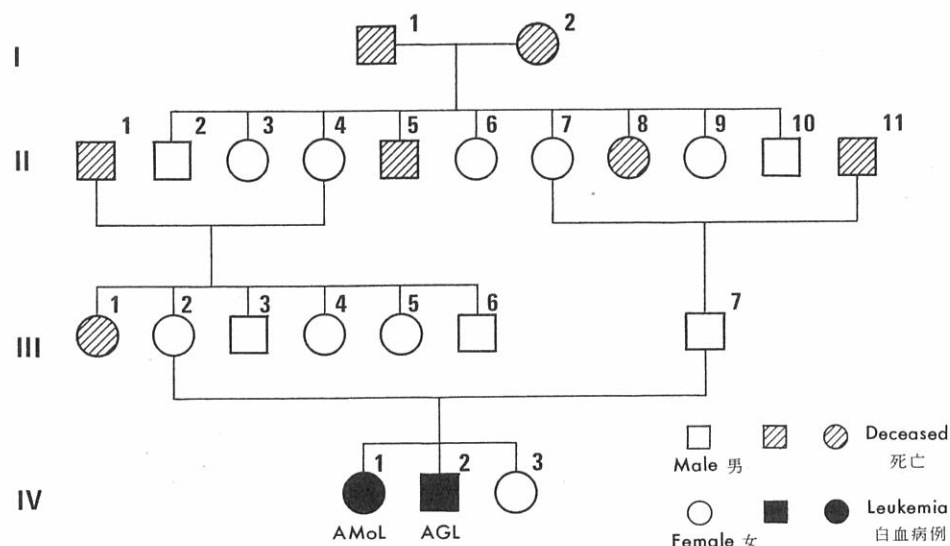 I
1 2
II
1 2 3 4 5 6 7 8 9 10 11
III
1 2 3 4 5 6 7
IV
1 2 3
AMoL AGL
Deceased
Male 男 死亡
Leukemia
Female 女 白血病例